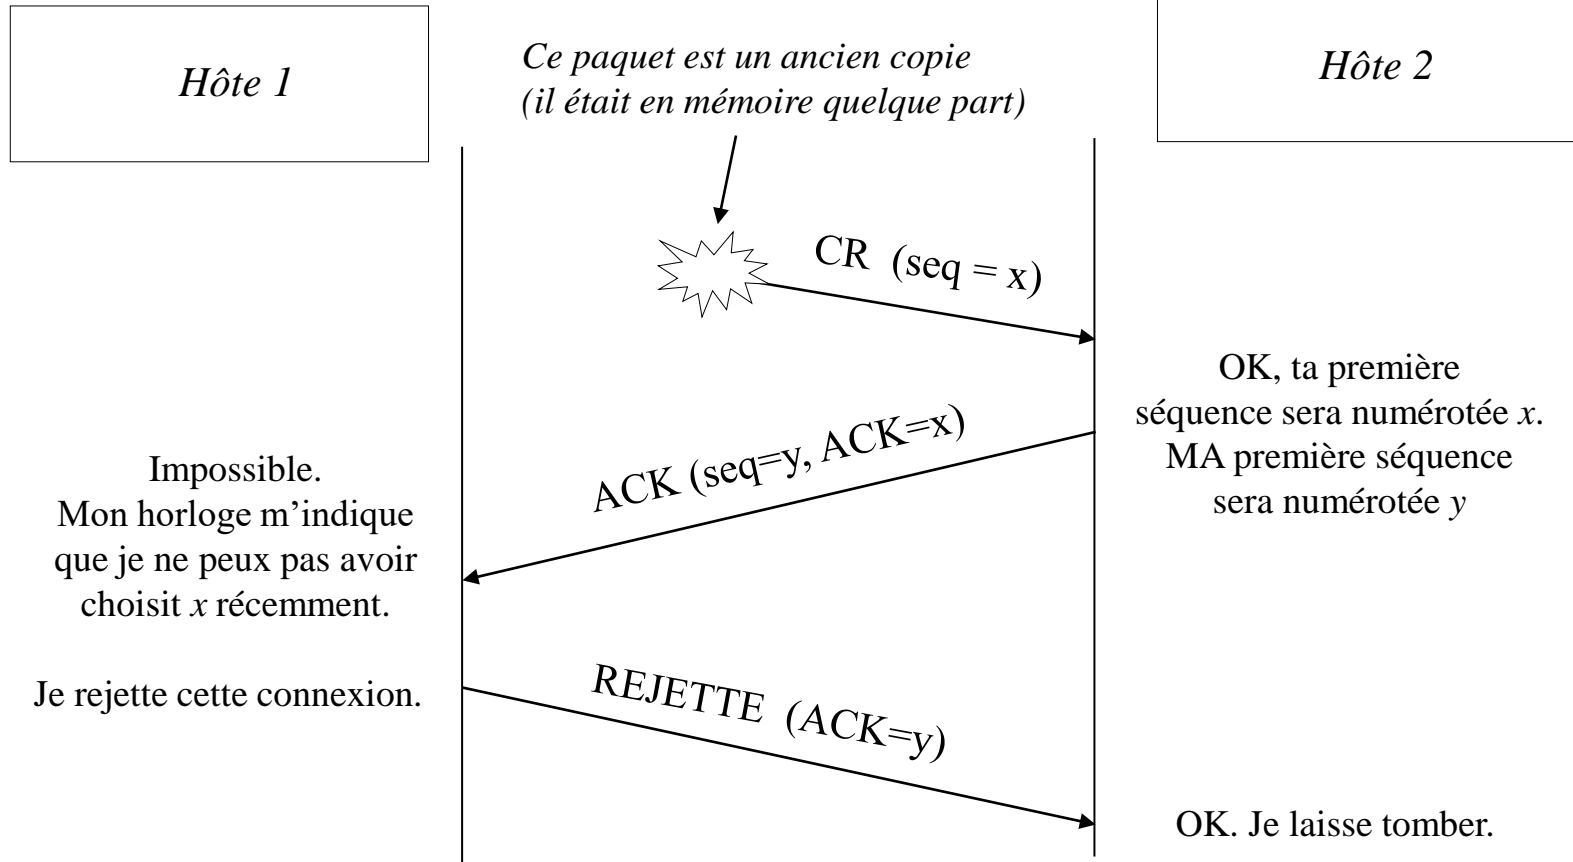 Hôte 1
Ce paquet est un ancien copie
(il était en mémoire quelque part)
Hôte 2
CR (seq = x)
OK, ta première
séquence sera numérotée x.
MA première séquence
sera numérotée y
ACK (seq=y, ACK=x)
Impossible.
Mon horloge m’indique
que je ne peux pas avoir
choisit x récemment.
Je rejette cette connexion.
REJETTE (ACK=y)
OK. Je laisse tomber.